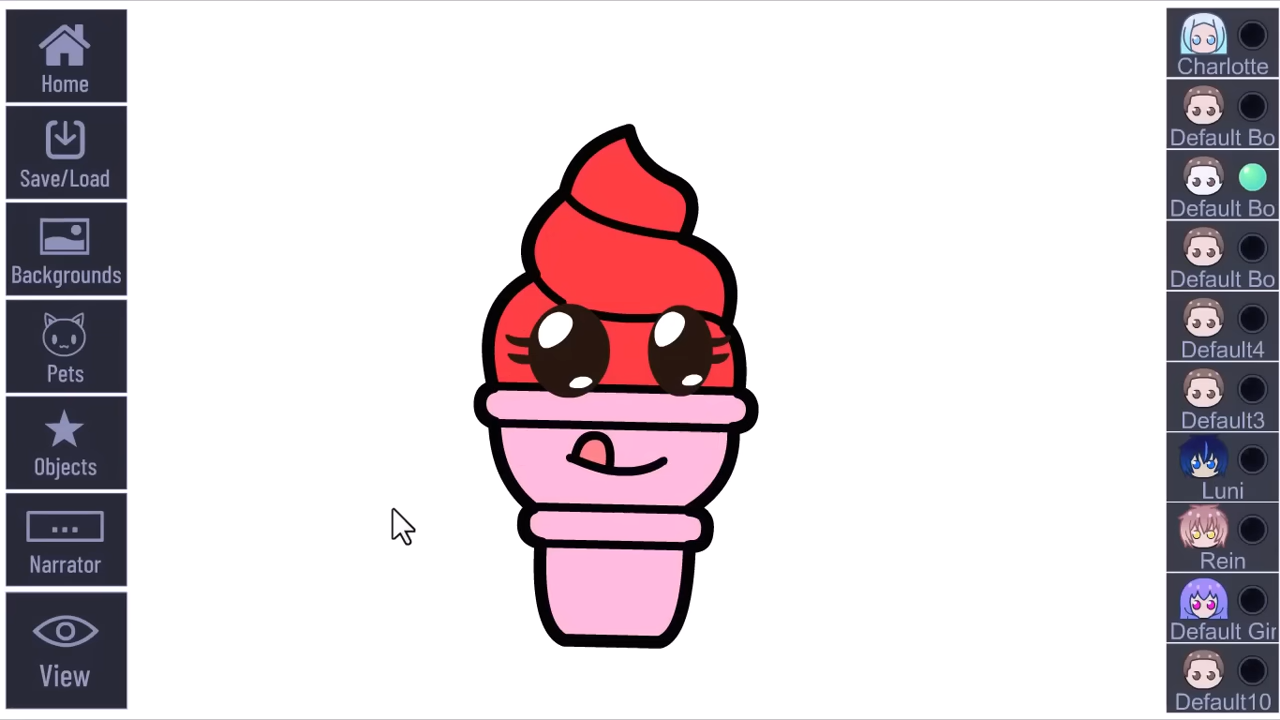 Home
Save/Load
Backgrounds
Pets
Objects
Narrator
View
Charlotte
Default Bo
Default Bo
Default Bo
Default4
Default3
Luni
Rein
Default Gir
Default10